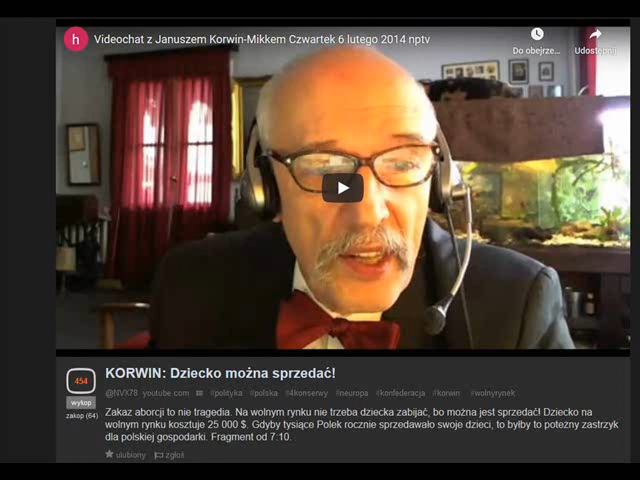 h Videochat z Januszem Korwin-Mikkem Czwartek 6 lutego 2014 nptv
Do obejrze... Udostępnij
KORWIN: Dziecko można sprzedać!
454
wykop
zakop (64)
@NVX78 youtube.com #polityka #polska #4konserwy #neuropa #konfederacja #korwin #wolnyrynek
Zakaz aborcji to nie tragedia. Na wolnym rynku nie trzeba dziecka zabijać, bo można jest sprzedać! Dziecko na
wolnym rynku kosztuje 25 000 $. Gdyby tysiące Polek rocznie sprzedawało swoje dzieci, to byłby to potężny zastrzyk
dla polskiej gospodarki. Fragment od 7:10.
ulubiony zgłoś